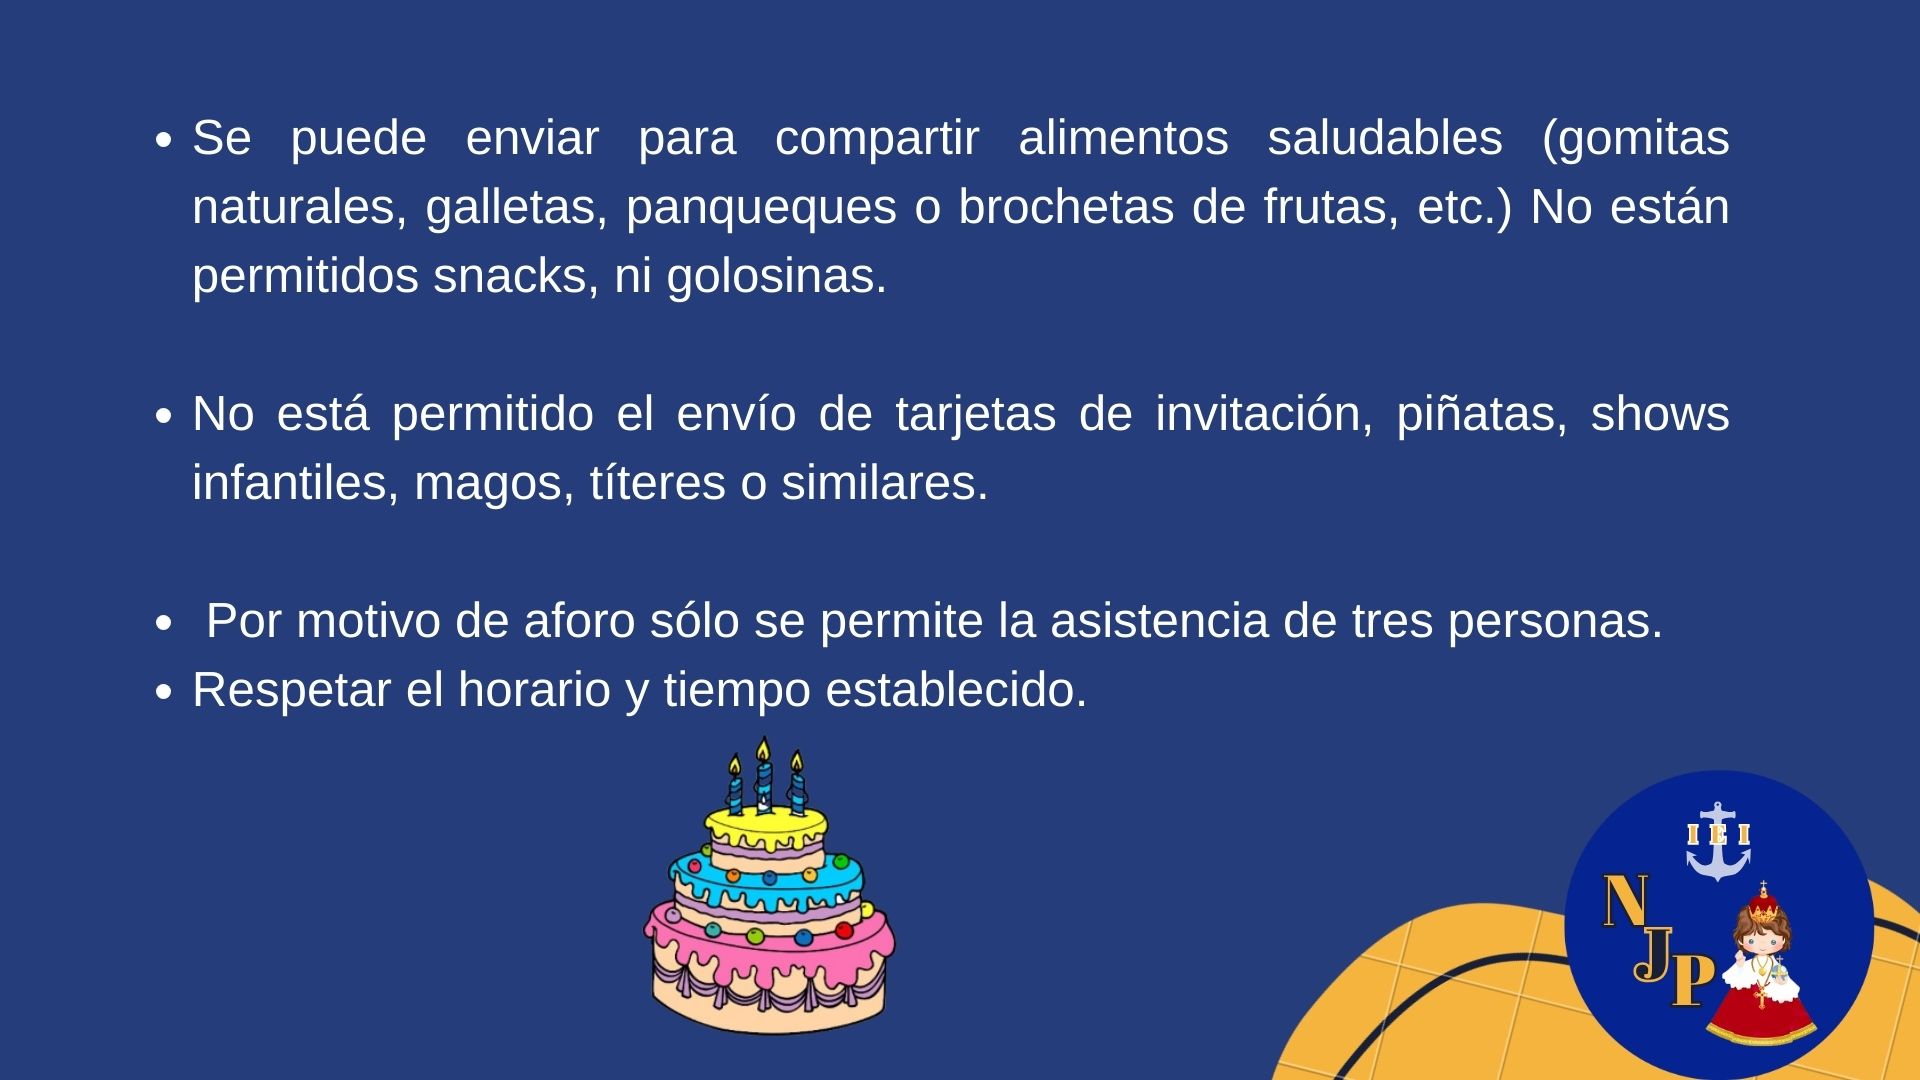 • Se puede enviar para compartir alimentos saludables (gomitas
naturales, galletas, panqueques o brochetas de frutas, etc.) No están
permitidos snacks, ni golosinas.
• No está permitido el envío de tarjetas de invitación, piñatas, shows
infantiles, magos, títeres o similares.
• Por motivo de aforo sólo se permite la asistencia de tres personas.
• Respetar el horario y tiempo establecido.
I E I
N
J
P